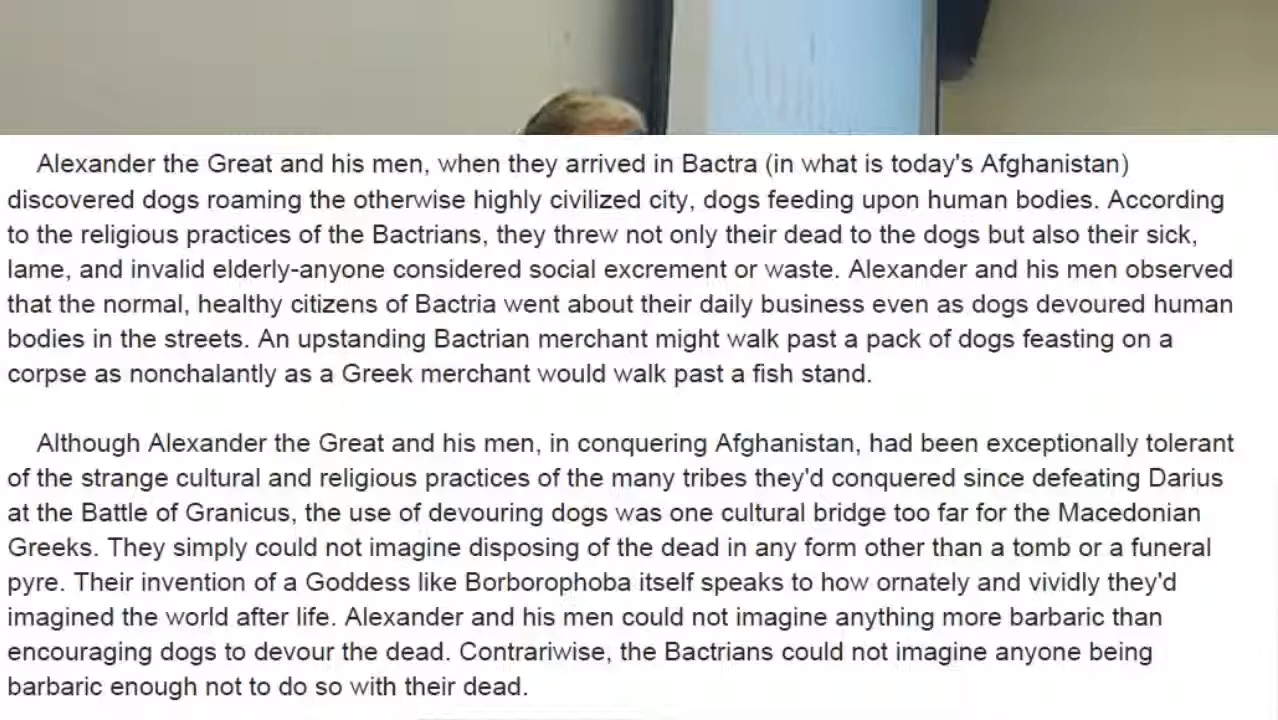 Alexander the Great and his men, when they arrived in Bactra (in what is today's Afghanistan)
discovered dogs roaming the otherwise highly civilized city, dogs feeding upon human bodies. According
to the religious practices of the Bactrians, they threw not only their dead to the dogs but also their sick,
lame, and invalid elderly-anyone considered social excrement or waste. Alexander and his men observed
that the normal, healthy citizens of Bactria went about their daily business even as dogs devoured human
bodies in the streets. An upstanding Bactrian merchant might walk past a pack of dogs feasting on a
corpse as nonchalantly as a Greek merchant would walk past a fish stand.
Although Alexander the Great and his men, in conquering Afghanistan, had been exceptionally tolerant
of the strange cultural and religious practices of the many tribes they'd conquered since defeating Darius
at the Battle of Granicus, the use of devouring dogs was one cultural bridge too far for the Macedonian
Greeks. They simply could not imagine disposing of the dead in any form other than a tomb or a funeral
pyre. Their invention of a Goddess like Borborophoba itself speaks to how ornately and vividly they'd
imagined the world after life. Alexander and his men could not imagine anything more barbaric than
encouraging dogs to devour the dead. Contrariwise, the Bactrians could not imagine anyone being
barbaric enough not to do so with their dead.